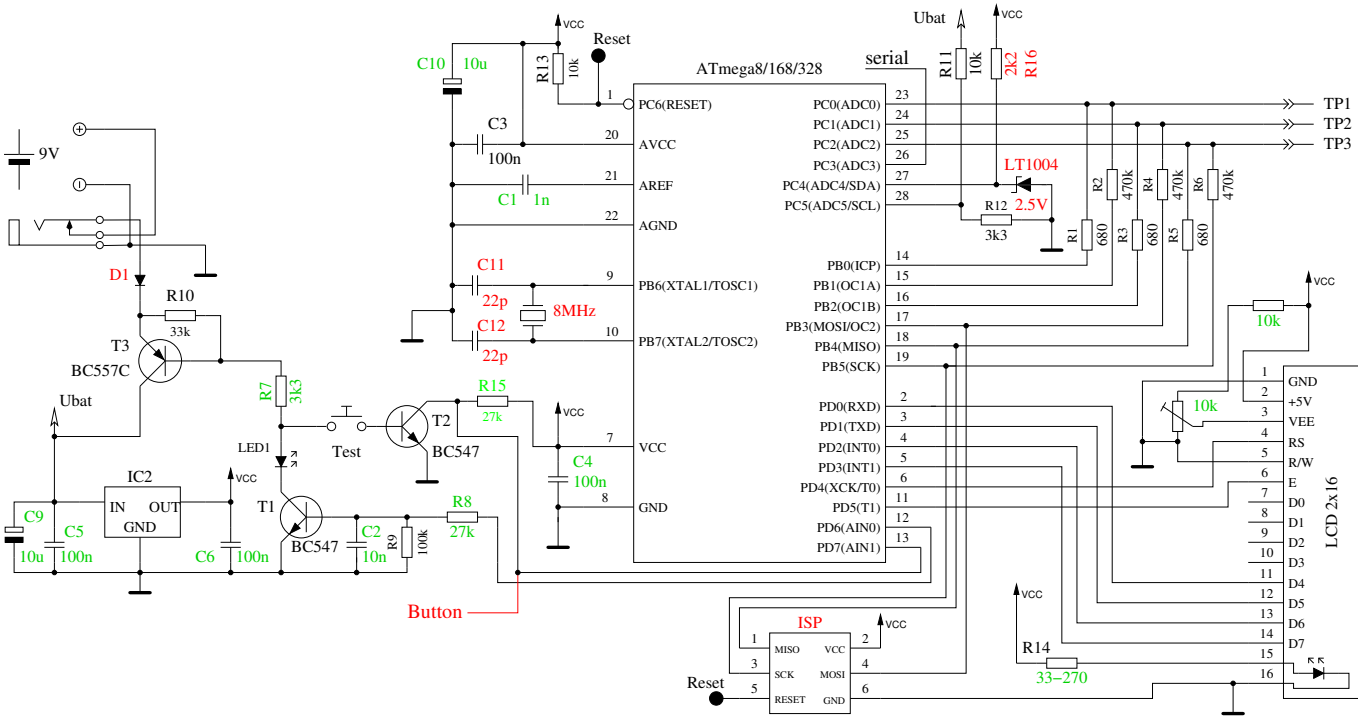 C10
10u
VCC
R13
10k
Reset
C3
100n
C1
1n
C11
22p
C12
22p
8MHz
ATmega8/168/328
serial
1
PC6(RESET)
20
AVCC
21
AREF
22
AGND
9
PB6(XTAL1/TOSC1)
10
PB7(XTAL2/TOSC2)
7
VCC
8
GND
PC0(ADC0)
23
PC1(ADC1)
24
PC2(ADC2)
25
PC3(ADC3)
26
PC4(ADC4/SDA)
27
PC5(ADC5/SCL)
28
PB0(ICP)
14
PB1(OC1A)
15
PB2(OC1B)
16
PB3(MOSI/OC2)
17
PB4(MISO)
18
PB5(SCK)
19
PD0(RXD)
2
PD1(TXD)
3
PD2(INT0)
4
PD3(INT1)
5
PD4(XCK/T0)
6
PD5(T1)
11
PD6(AIN0)
12
PD7(AIN1)
13
Ubat
R11
10k
VCC
2k2
R16
LT1004
2.5V
R12
3k3
TP1
TP2
TP3
R1
680
R2
470k
R3
680
R4
470k
R5
680
R6
470k
9V
D1
R10
33k
T3
BC557C
R7
3k3
Ubat
LED1
Test
T2
BC547
R15
27k
VCC
C4
100n
IC2
IN
OUT
GND
VCC
C9
10u
C5
100n
C6
100n
T1
BC547
C2
10n
R9
100k
R8
27k
Button
ISP
1
MISO
3
SCK
5
RESET
VCC
2
MOSI
4
GND
6
VCC
Reset
VCC
10k
10k
VCC
R14
33-270
LCD 2x16
1
GND
2
+5V
3
VEE
4
RS
5
R/W
6
E
7
D0
8
D1
9
D2
10
D3
11
D4
12
D5
13
D6
14
D7
15
16